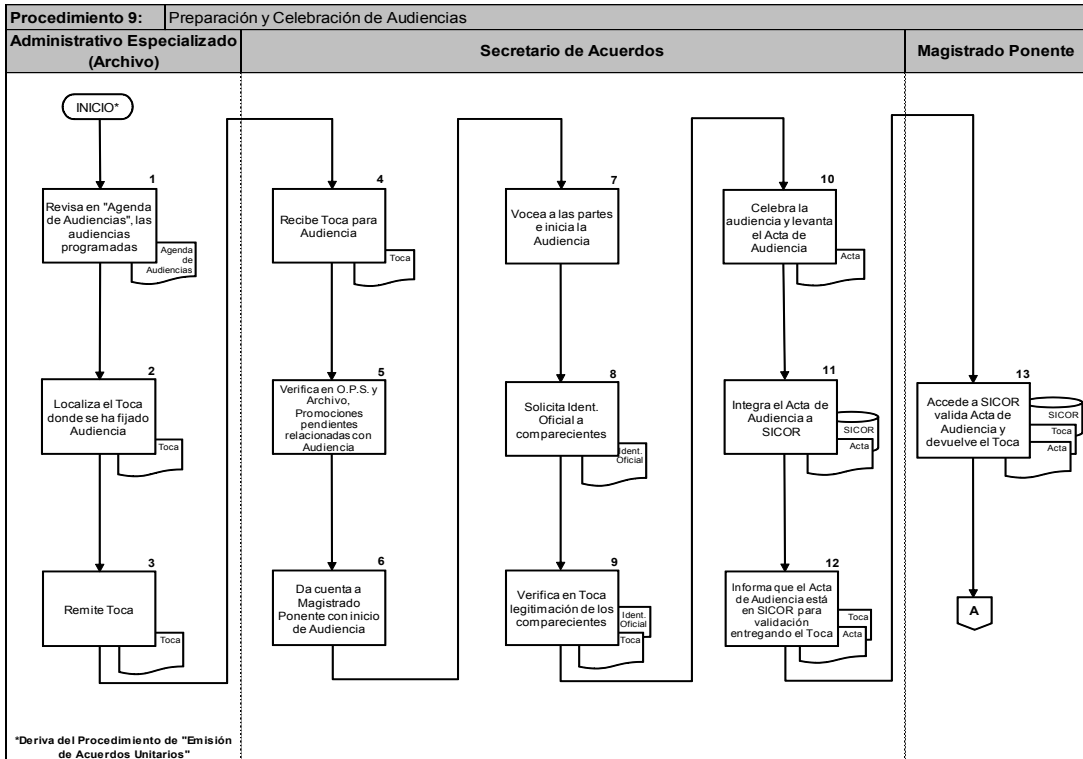 Procedimiento 9: Preparación y Celebración de Audiencias
Administrativo Especializado
(Archivo)
Secretario de Acuerdos
Magistrado Ponente
INICIO*
1
Revisa en "Agenda
de Audiencias", las
audiencias
programadas
Agenda
de
Audiencias
2
Localiza el Toca
donde se ha fijado
Audiencia
Toca
3
Remite Toca
Toca
*Deriva del Procedimiento de "Emisión
de Acuerdos Unitarios"
4
Recibe Toca para
Audiencia
Toca
5
Verifica en O.P.S. y
Archivo,
Promociones
pendientes
relacionadas con
Audiencia
6
Da cuenta a
Magistrado
Ponente con inicio
de Audiencia
7
Vocea a las partes
e inicia la
Audiencia
8
Solicita Ident.
Oficial a
comparecientes
Ident.
Oficial
9
Verifica en Toca
legitimación de los
comparecientes
Ident.
Oficial
Toca
10
Celebra la
audiencia y levanta
el Acta de
Audiencia
Acta
11
Integra el Acta de
Audiencia a
SICOR
SICOR
Acta
12
Informa que el Acta
de Audiencia está
en SICOR para
validación
entregando el Toca
Toca
Acta
13
Accede a SICOR
valida Acta de
Audiencia y
devuelve el Toca
SICOR
Toca
Acta
A